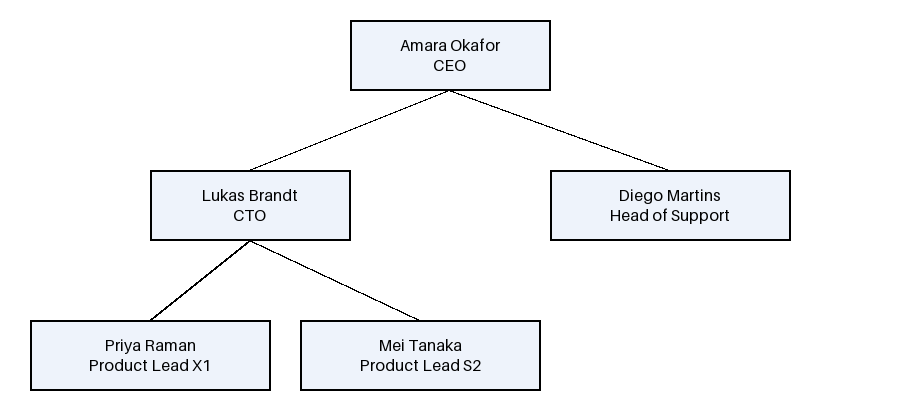 Amara Okafor
CEO
Lukas Brandt
CTO
Diego Martins
Head of Support
Priya Raman
Product Lead X1
Mei Tanaka
Product Lead S2